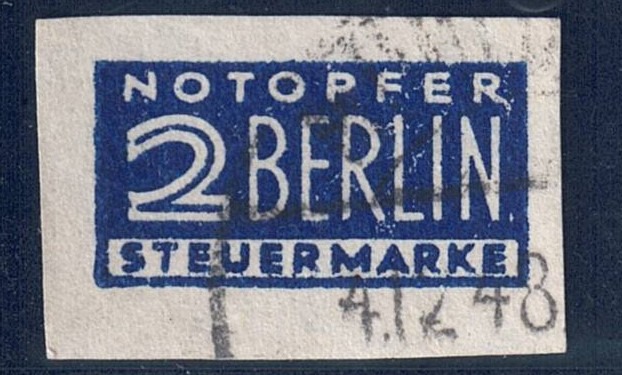 NOTOPFER
2 BERLIN
STEUERMARKE
4.12 48